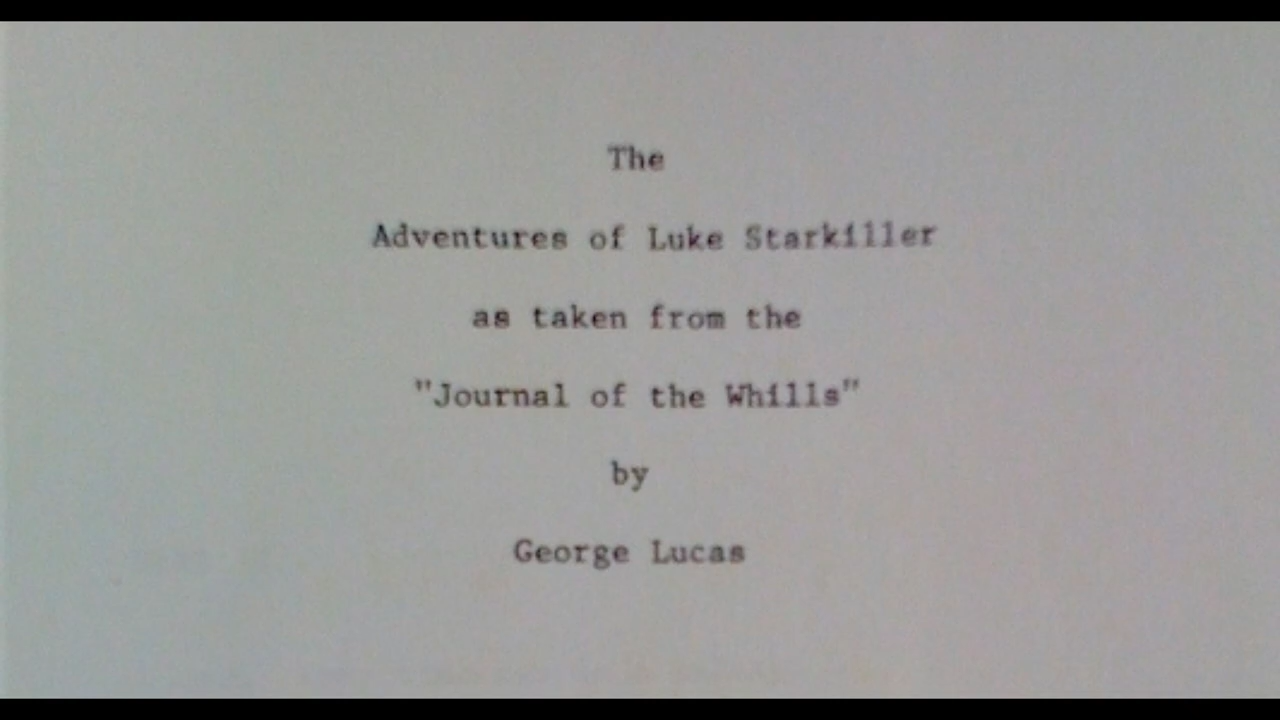 The
Adventures of Luke Starkiller
as taken from the
"Journal of the Whills"
by
George Lucas